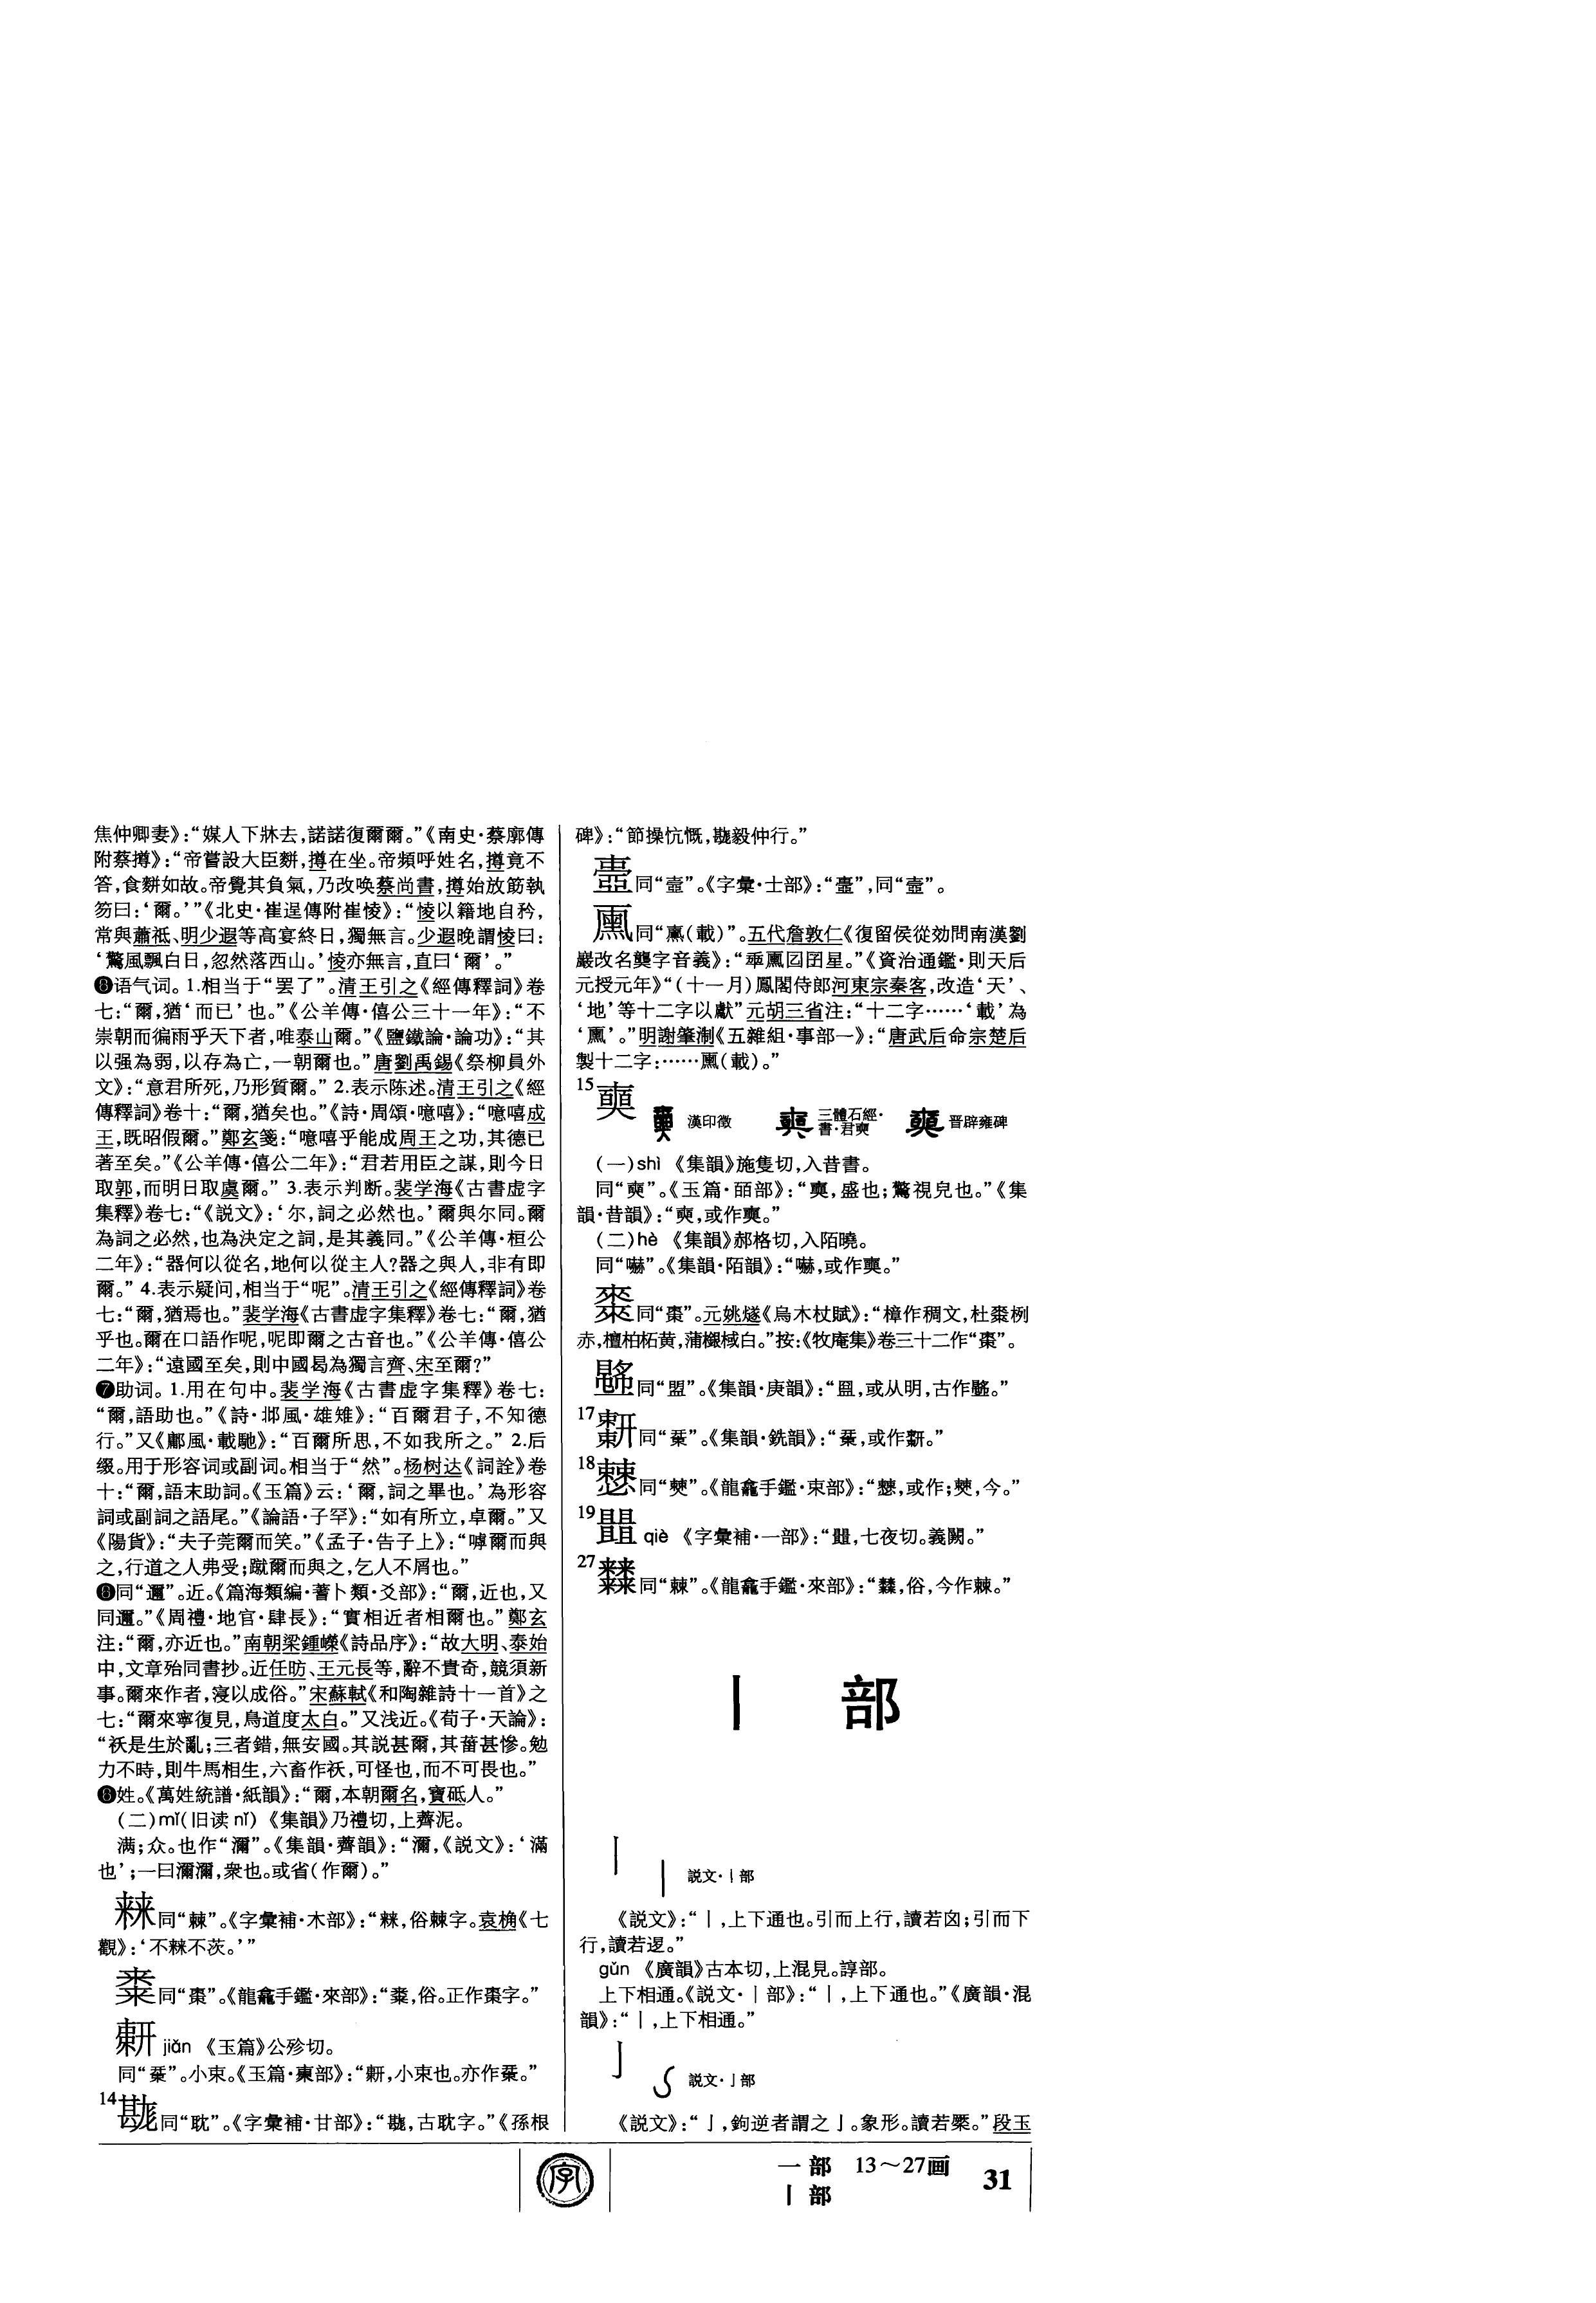 焦仲卿妻》：“媒人下牀去，諾諾復爾爾。”《南史·蔡廓傳
附蔡撙》：“帝嘗設大臣麩，撙在坐。帝頻呼姓名，撙竟不
答，食麩如故。帝覺其負氣，乃改唤蔡尚書，撙始放筯執
笏曰：‘爾。’”《北史·崔逞傳附崔㥄》：“㥄以籍地自矜，
常與蕭祗、明少遐等高宴終日，獨無言。少遐晚謂㥄曰：
‘驚風飄白日，忽然落西山。’㥄亦無言，直曰‘爾’。”
❻语气词。1.相当于“罢了”。清王引之《經傳釋詞》卷
七：“爾，猶‘而已’也。”《公羊傳·僖公三十一年》：“不
崇朝而徧雨乎天下者，唯泰山爾。”《鹽鐵論·論功》：“其
以强為弱，以存為亡，一朝爾也。”唐劉禹錫《祭柳員外
文》：“意君所死，乃形質爾。”2.表示陈述。清王引之《經
傳釋詞》卷十：“爾，猶矣也。”《詩·周頌·噫嘻》：“噫嘻成
王，既昭假爾。”鄭玄箋：“噫嘻乎能成周王之功，其德已
著至矣。”《公羊傳·僖公二年》：“君若用臣之謀，則今日
取郭，而明日取虞爾。”3.表示判断。裴学海《古書虚字
集釋》卷七：“《説文》：‘尔，詞之必然也。’爾與尔同。爾
為詞之必然，也為決定之詞，是其義同。”《公羊傳·桓公
二年》：“器何以從名，地何以從主人？器之與人，非有即
爾。”4.表示疑问，相当于“呢”。清王引之《經傳釋詞》卷
七：“爾，猶焉也。”裴学海《古書虚字集釋》卷七：“爾，猶
乎也。爾在口語作呢，呢即爾之古音也。”《公羊傳·僖公
二年》：“遠國至矣，則中國曷為獨言齊、宋至爾？”
❼助词。1.用在句中。裴学海《古書虚字集釋》卷七：
“爾，語助也。”《詩·邶風·雄雉》：“百爾君子，不知德
行。”又《鄘風·載馳》：“百爾所思，不如我所之。”2.后
缀。用于形容词或副词。相当于“然”。杨树达《詞詮》卷
十：“爾，語末助詞。《玉篇》云：‘爾，詞之畢也。’為形容
詞或副詞之語尾。”《論語·子罕》：“如有所立，卓爾。”又
《陽貨》：“夫子莞爾而笑。”《孟子·告子上》：“嘑爾而與
之，行道之人弗受；蹴爾而與之，乞人不屑也。”
❽同“邇”。近。《篇海類編·蓍卜類·爻部》：“爾，近也，又
同邇。”《周禮·地官·肆長》：“實相近者相爾也。”鄭玄
注：“爾，亦近也。”南朝梁鍾嶸《詩品序》：“故大明、泰始
中，文章殆同書抄。近任昉、王元長等，辭不貴奇，競須新
事。爾來作者，寖以成俗。”宋蘇軾《和陶雜詩十一首》之
七：“爾來寧復見，鳥道度太白。”又浅近。《荀子·天論》：
“祅是生於亂；三者錯，無安國。其説甚爾，其菑甚慘。勉
力不時，則牛馬相生，六畜作祅，可怪也，而不可畏也。”
❾姓。《萬姓統譜·紙韻》：“爾，本朝爾名，寶砥人。”
（二）mǐ（旧读nǐ）《集韻》乃禮切，上薺泥。
满；众。也作“濔”。《集韻·薺韻》：“濔，《説文》：‘滿
也’；一曰濔濔，衆也。或省（作爾）。”
同“棘”。《字彙補·木部》：“，俗棘字。袁桷《七
觀》：‘不不茨。’”
同“棗”。《龍龕手鑑·來部》：“，俗。正作棗字。”
jiǎn 《玉篇》公殄切。
同“”。小束。《玉篇·東部》：“，小束也。亦作。”
14 同“耽”。《字彙補·甘部》：“，古耽字。”《孫根
碑》：“節操忼慨，毅仲行。”
同“壼”。《字彙·士部》：“，同“壼”。
同“（載）”。五代詹敦仁《復留侯從効問南漢劉
巖改名龑字音義》：“星。”《資治通鑑·則天后
元授元年》“（十一月）鳳閣侍郎河東宗秦客，改造‘天’、
‘地’等十二字以獻”元胡三省注：“十二字……‘載’為
‘’。”明謝肇淛《五雜組·事部一》：“唐武后命宗楚后
製十二字：……（載）。”
15 奭 漢印徵 三體石經·書·君奭 晋辟雍碑
（一）shì 《集韻》施隻切，入昔書。
同“奭”。《玉篇·皕部》：“，盛也；驚視皃也。”《集
韻·昔韻》：“奭，或作。”
（二）hè 《集韻》郝格切，入陌曉。
同“嚇”。《集韻·陌韻》：“嚇，或作。”
同“棗”。元姚燧《烏木杖賦》：“樟作稠文，杜栵
赤，檀柏柘黄，蒲棫白。”按：《牧庵集》卷三十二作“棗”。
同“盟”。《集韻·庚韻》：“，或从明，古作。”
17 同“”。《集韻·銑韻》：“，或作。”
18 同“”。《龍龕手鑑·束部》：“，或作；，今。”
19 qiè 《字彙補·一部》：“，七夜切。義闕。”
27 同“棘”。《龍龕手鑑·來部》：“，俗，今作棘。”
丨部
丨 説文·丨部
《説文》：“丨，上下通也。引而上行，讀若囟；引而下
行，讀若逻。”
gǔn 《廣韻》古本切，上混見。諄部。
上下相通。《説文·丨部》：“丨，上下通也。”《廣韻·混
韻》：“丨，上下相通。”
亅 説文·亅部
《説文》：“亅，鉤逆者謂之亅。象形。讀若橜。”段玉
字
一部 13～27画
丨部
31